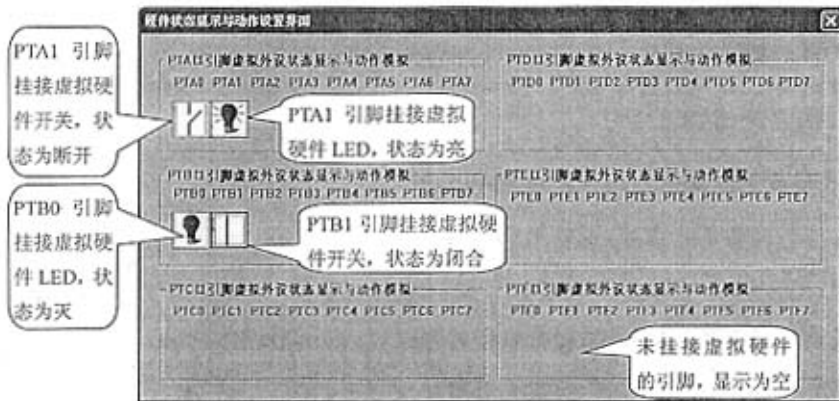 硬件状态显示与动作设置界面
PTA1 引脚
挂接虚拟硬
件开关，状
态为断开
PTA口引脚虚拟外设状态显示与动作模拟
PTA0 PTA1 PTA2 PTA3 PTA4 PTA5 PTA6 PTA7
PTA1 引脚挂接虚拟
硬件 LED，状态为亮
PTD口引脚虚拟外设状态显示与动作模拟
PTD0 PTD1 PTD2 PTD3 PTD4 PTD5 PTD6 PTD7
PTB0 引脚
挂接虚拟硬
件 LED，状
态为灭
PTB口引脚虚拟外设状态显示与动作模拟
PTB0 PTB1 PTB2 PTB3 PTB4 PTB5 PTB6 PTB7
PTB1 引脚挂接虚拟硬
件开关，状态为闭合
PTE口引脚虚拟外设状态显示与动作模拟
PTE0 PTE1 PTE2 PTE3 PTE4 PTE5 PTE6 PTE7
PTC口引脚虚拟外设状态显示与动作模拟
PTC0 PTC1 PTC2 PTC3 PTC4 PTC5 PTC6 PTC7
PTF口引脚虚拟外设状态显示与动作模拟
PTF0 PTF1 PTF2 PTF3 PTF4 PTF5 PTF6 PTF7
未挂接虚拟硬件
的引脚，显示为空